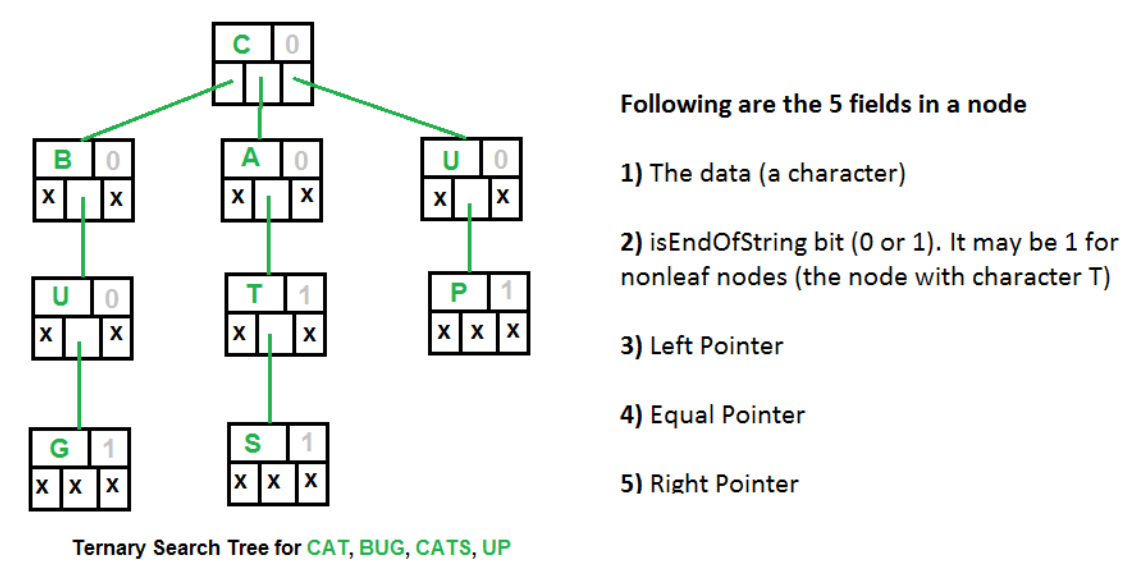 C 0
B 0
A 0
U 0
X X
X X
X X
U 0
T 1
P 1
X X
X X
X X X
G 1
S 1
X X X
X X X
Ternary Search Tree for CAT, BUG, CATS, UP
Following are the 5 fields in a node
1) The data (a character)
2) isEndOfString bit (0 or 1). It may be 1 for
nonleaf nodes (the node with character T)
3) Left Pointer
4) Equal Pointer
5) Right Pointer